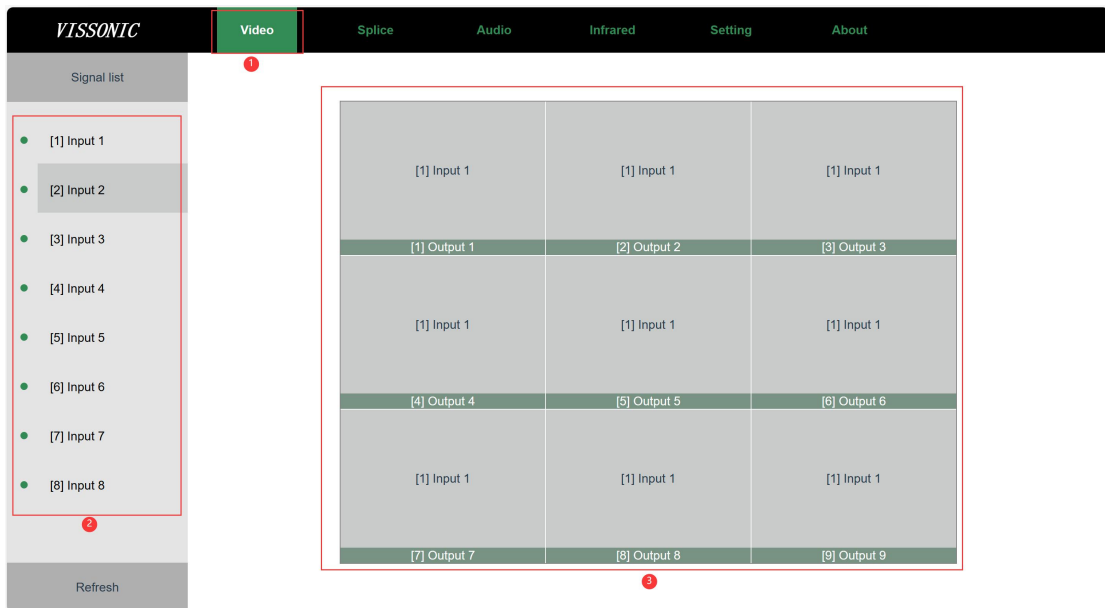 VISSONIC Video Splice Audio Infrared Setting About
1
Signal list
[1] Input 1
[2] Input 2
[3] Input 3
[4] Input 4
[5] Input 5
[6] Input 6
[7] Input 7
[8] Input 8
2
Refresh
[1] Input 1 [1] Input 1 [1] Input 1
[1] Output 1 [2] Output 2 [3] Output 3
[1] Input 1 [1] Input 1 [1] Input 1
[4] Output 4 [5] Output 5 [6] Output 6
[1] Input 1 [1] Input 1 [1] Input 1
[7] Output 7 [8] Output 8 [9] Output 9
3